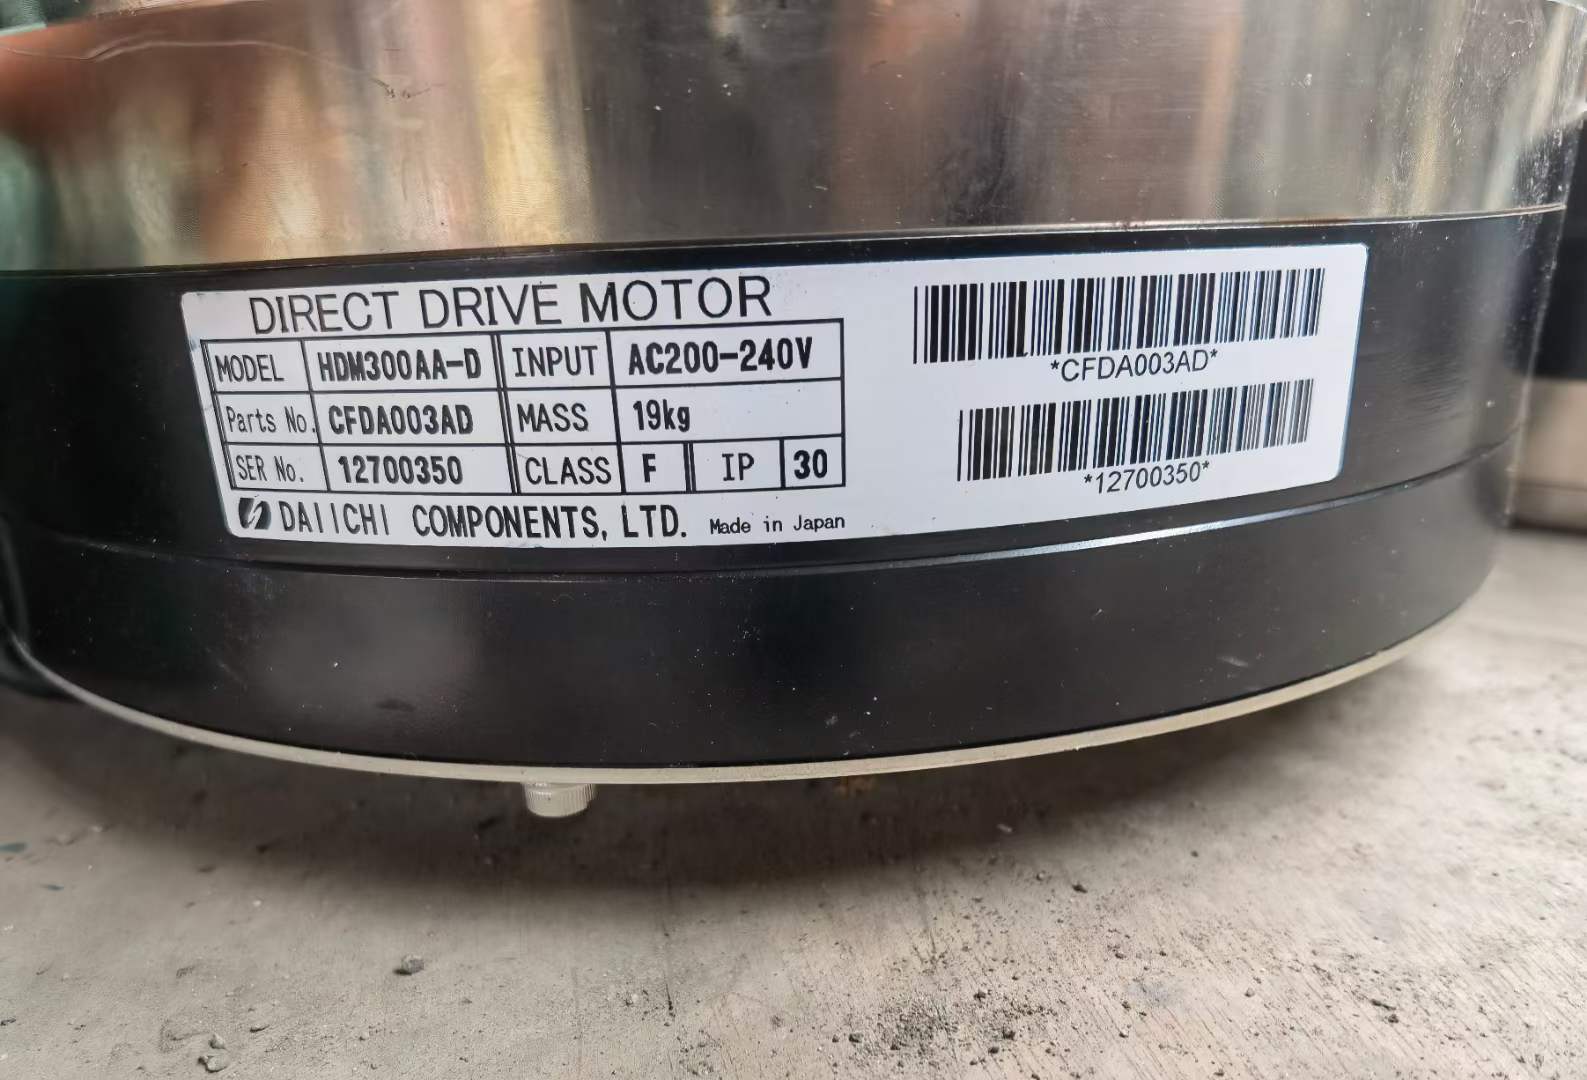 DIRECT DRIVE MOTOR
MODEL HDM300AA-D INPUT AC200-240V
Parts No. CFDA003AD MASS 19kg
SER No. 12700350 CLASS F IP 30
DAIICHI COMPONENTS, LTD. Made in Japan
*CFDA003AD*
*12700350*